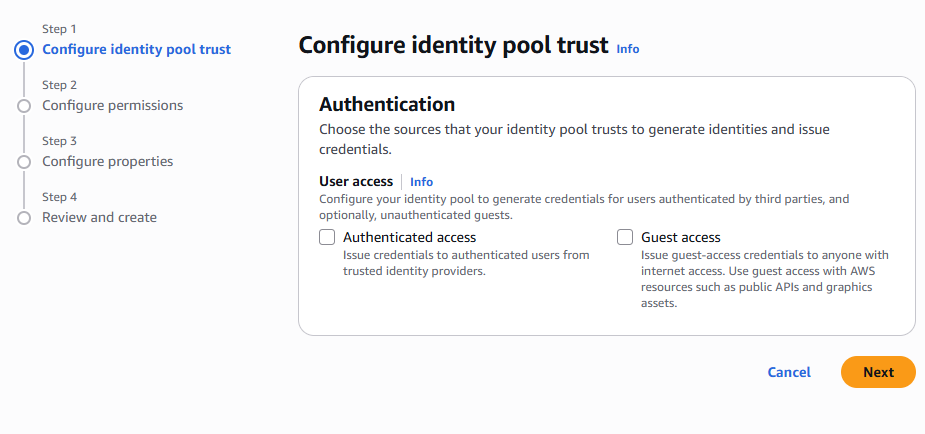 Step 1
Configure identity pool trust
Step 2
Configure permissions
Step 3
Configure properties
Step 4
Review and create
Configure identity pool trust Info
Authentication
Choose the sources that your identity pool trusts to generate identities and issue
credentials.
User access Info
Configure your identity pool to generate credentials for users authenticated by third parties, and
optionally, unauthenticated guests.
Authenticated access
Issue credentials to authenticated users from
trusted identity providers.
Guest access
Issue guest-access credentials to anyone with
internet access. Use guest access with AWS
resources such as public APIs and graphics
assets.
Cancel Next